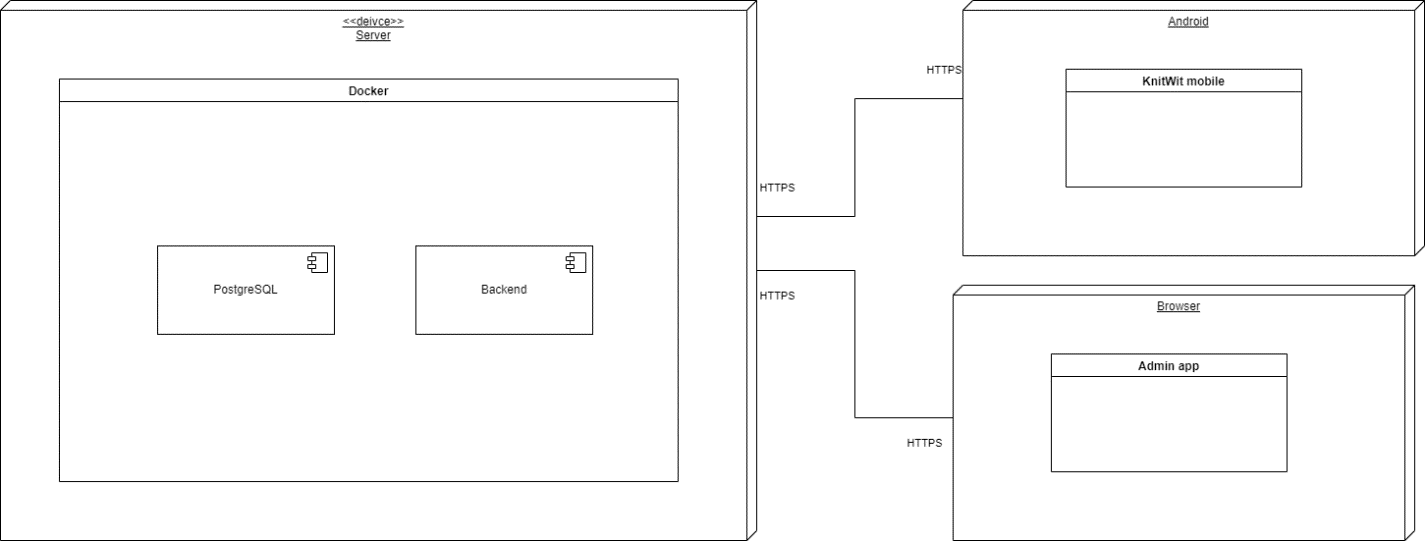 <<deivce>>
Server
Docker
PostgreSQL
Backend
HTTPS
HTTPS
HTTPS
HTTPS
Android
KnitWit mobile
Browser
Admin app